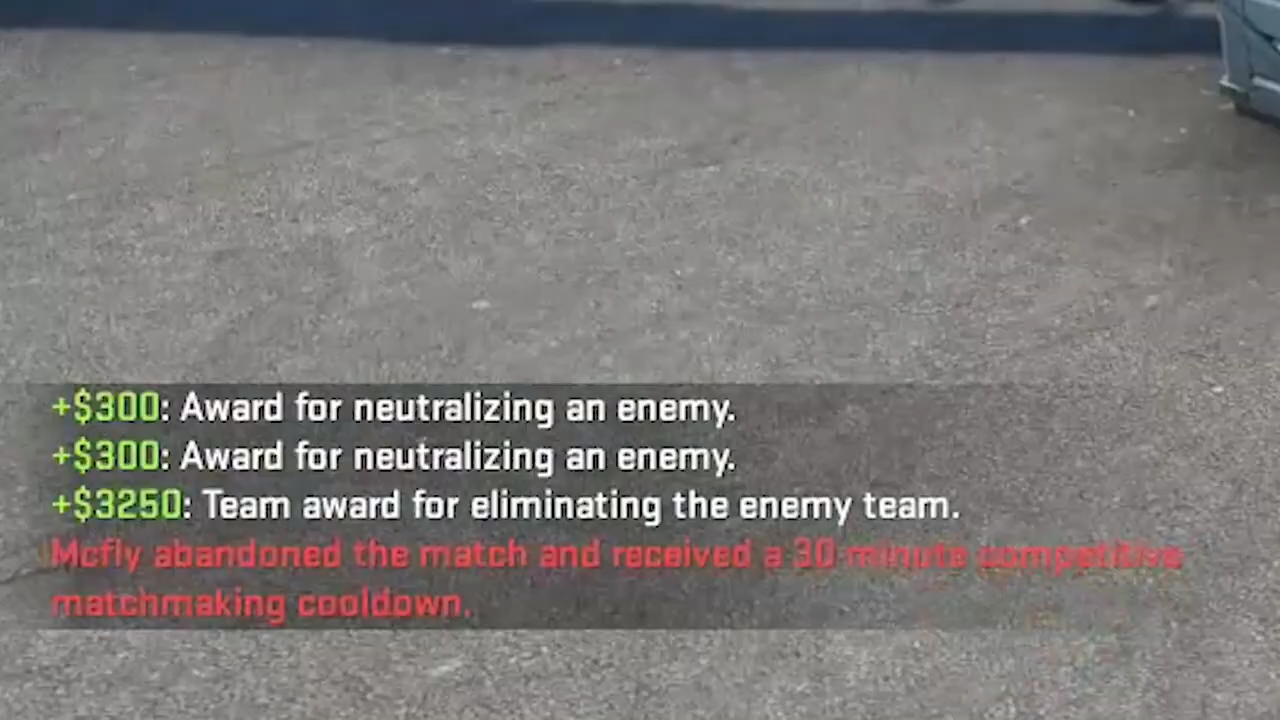 +$300: Award for neutralizing an enemy.
+$300: Award for neutralizing an enemy.
+$3250: Team award for eliminating the enemy team.
Mcfly abandoned the match and received a 30 minute competitive
matchmaking cooldown.